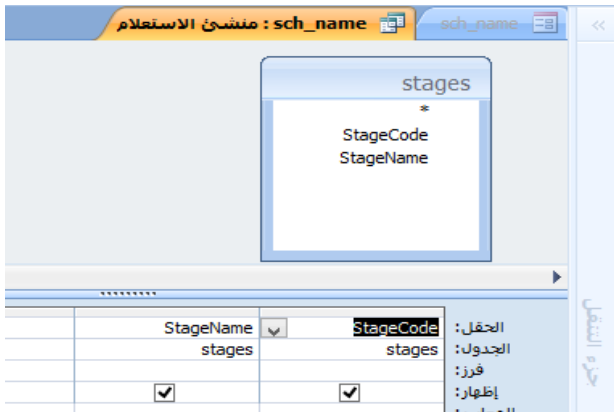 sch_name
sch_name : منشئ الاستعلام
»
stages
*
StageCode
StageName
الحقل: StageCode StageName
الجدول: stages stages
فرز:
إظهار:
جزء التنقل